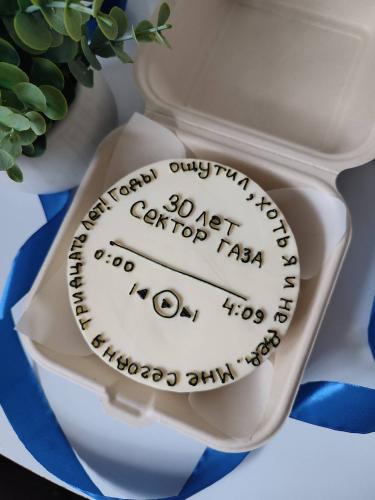 Годы ощутил, хоть я и не дед.. Мне сегодня тридцать лет!
30 лет
Сектор газа
0:00
4:09